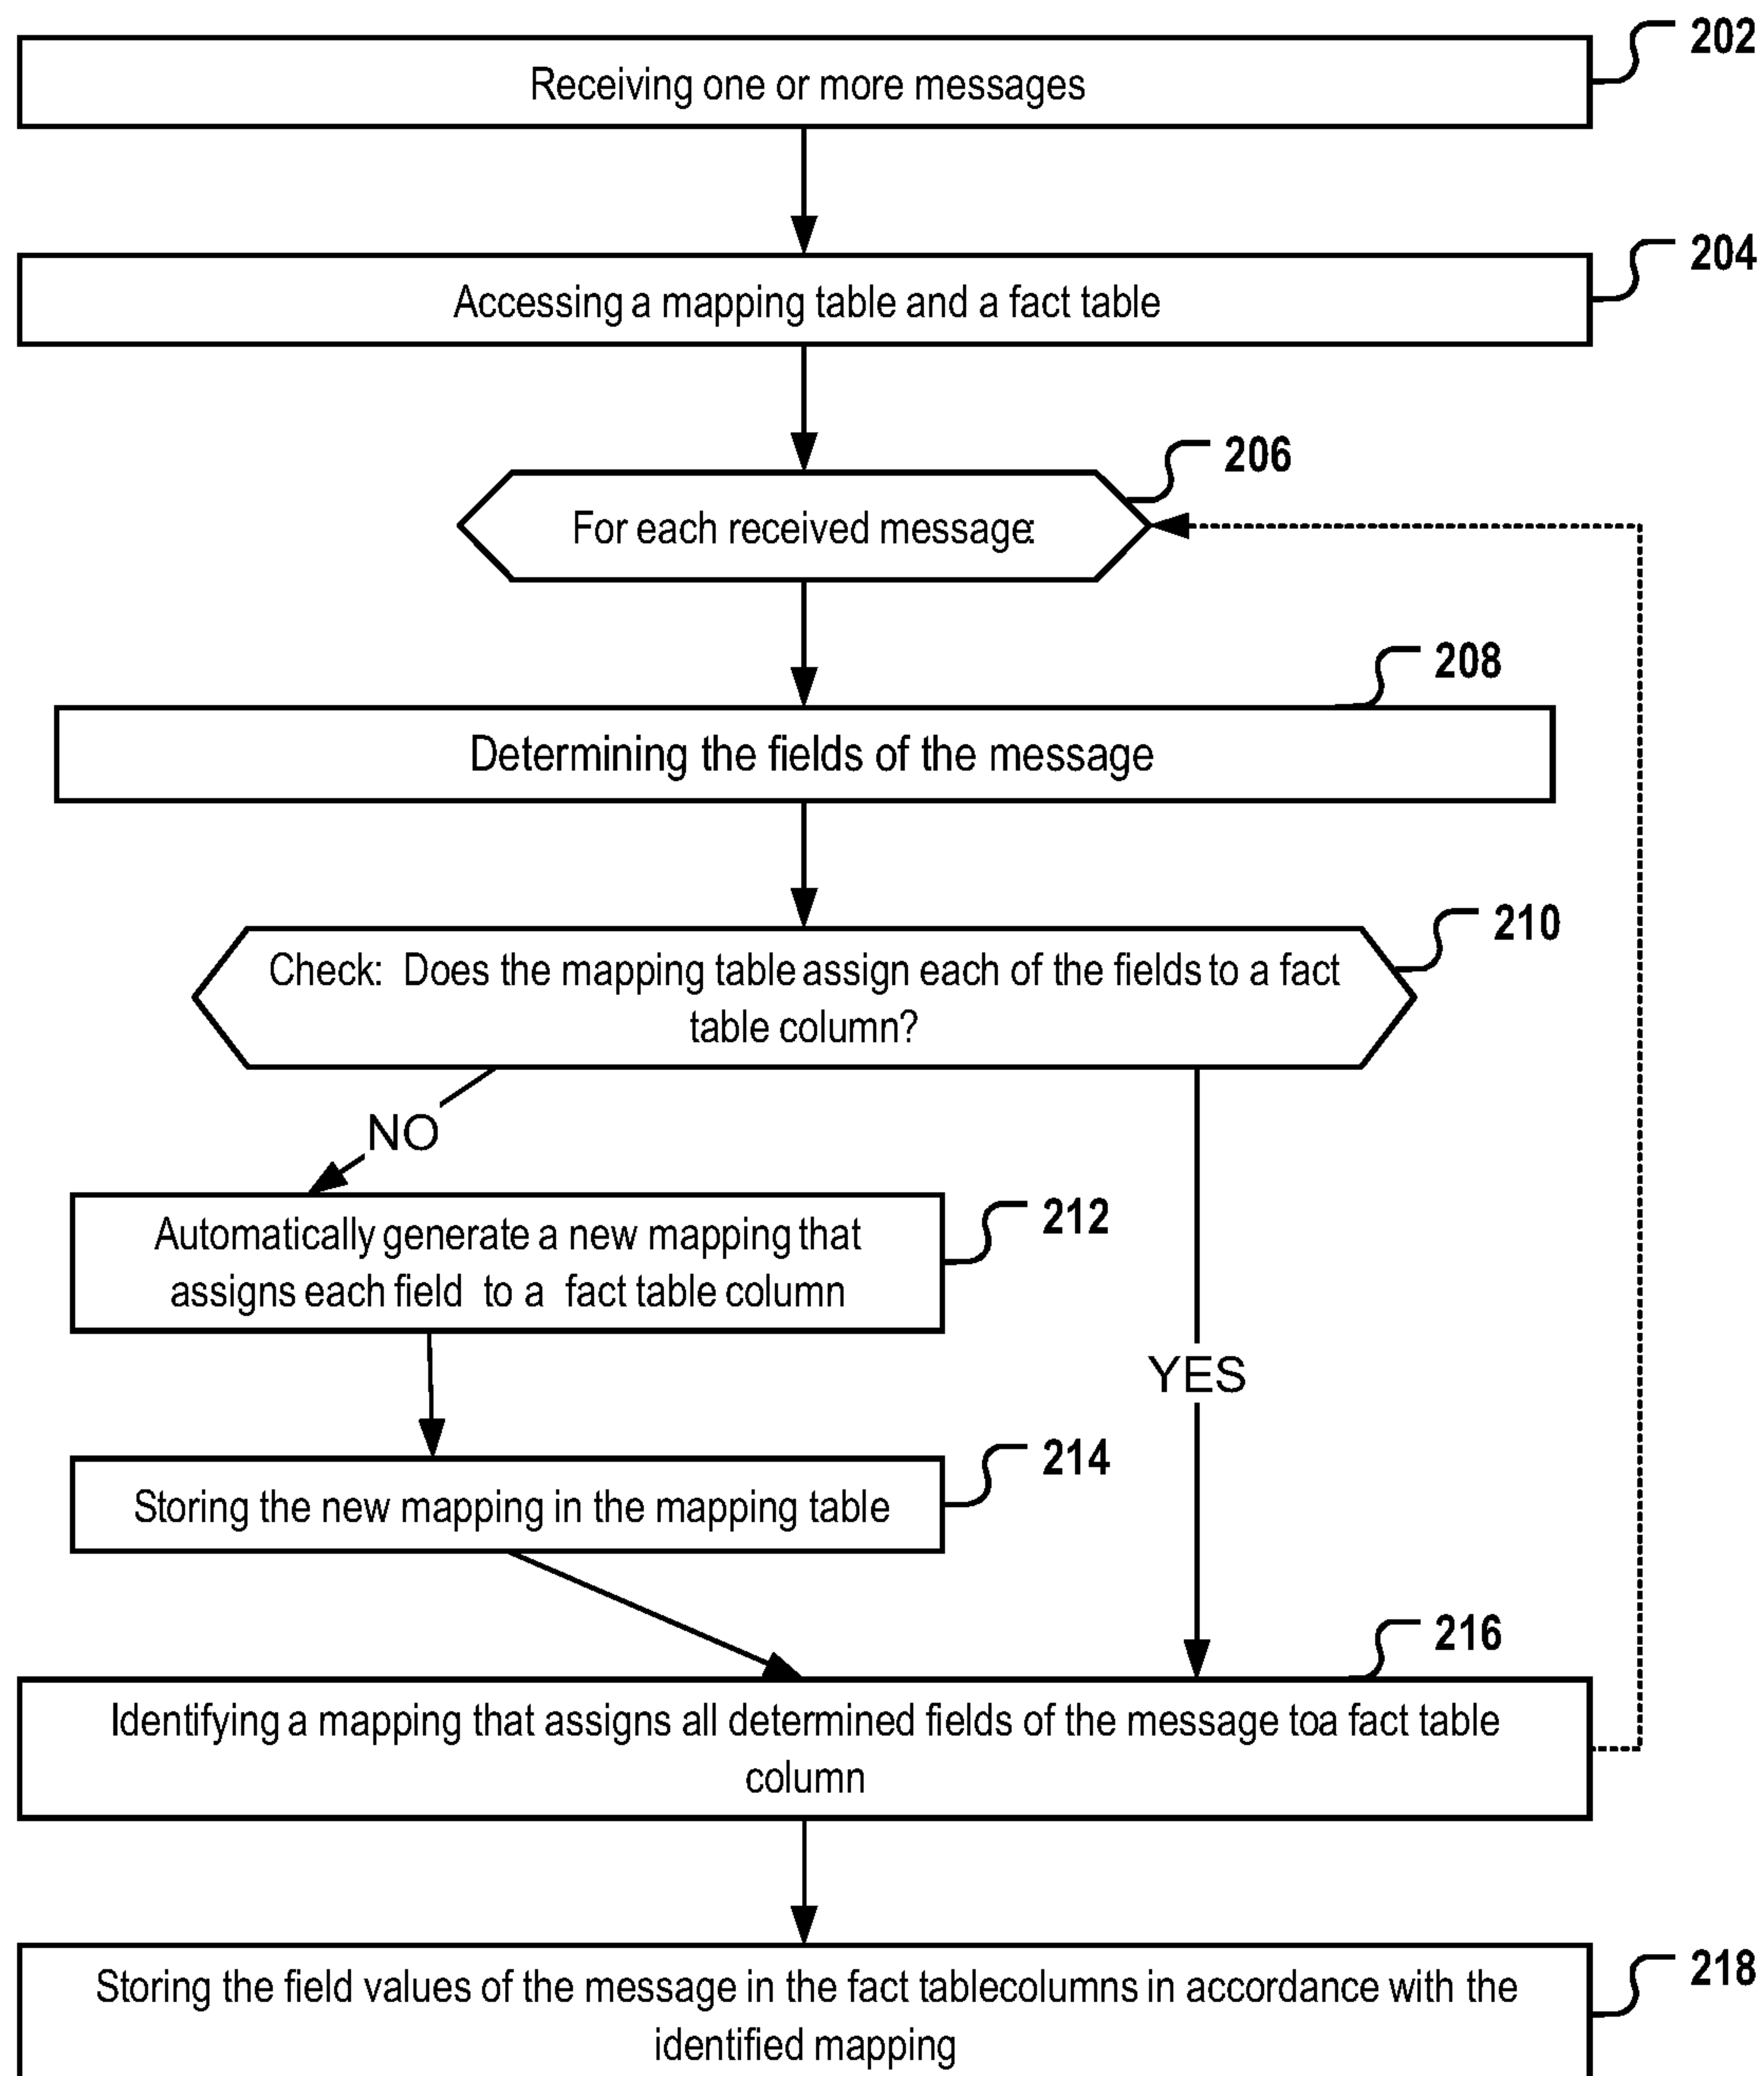 202
Receiving one or more messages
204
Accessing a mapping table and a fact table
206
For each received message:
208
Determining the fields of the message
210
Check: Does the mapping table assign each of the fields to a fact
table column?
NO
212
Automatically generate a new mapping that
assigns each field to a fact table column
YES
214
Storing the new mapping in the mapping table
216
Identifying a mapping that assigns all determined fields of the message toa fact table
column
218
Storing the field values of the message in the fact tablecolumns in accordance with the
identified mapping